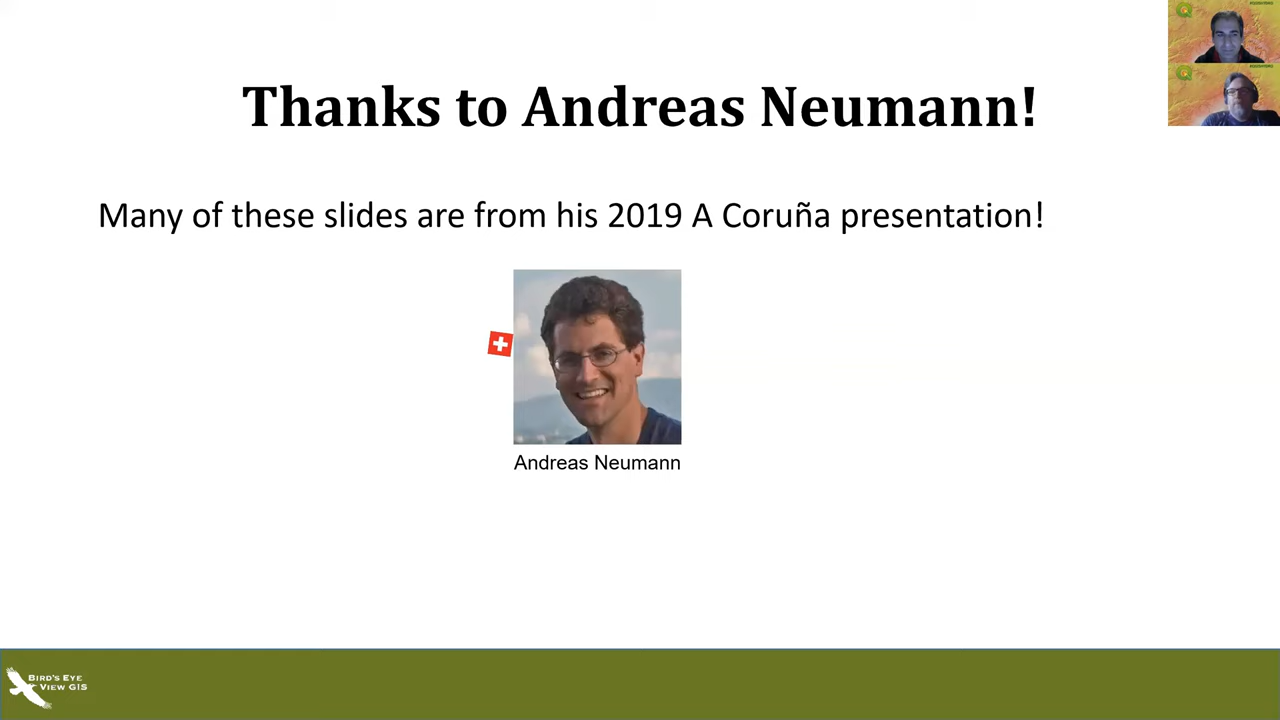 Thanks to Andreas Neumann!
Many of these slides are from his 2019 A Coruña presentation!
Andreas Neumann
BIRD'S EYE
VIEW GIS